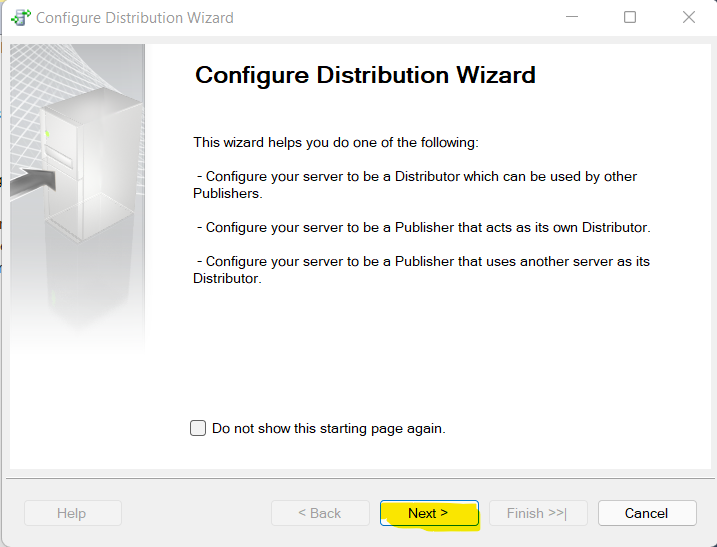 Configure Distribution Wizard
Configure Distribution Wizard
This wizard helps you do one of the following:
- Configure your server to be a Distributor which can be used by other
Publishers.
- Configure your server to be a Publisher that acts as its own Distributor.
- Configure your server to be a Publisher that uses another server as its
Distributor.
Do not show this starting page again.
Help
< Back
Next >
Finish >>|
Cancel